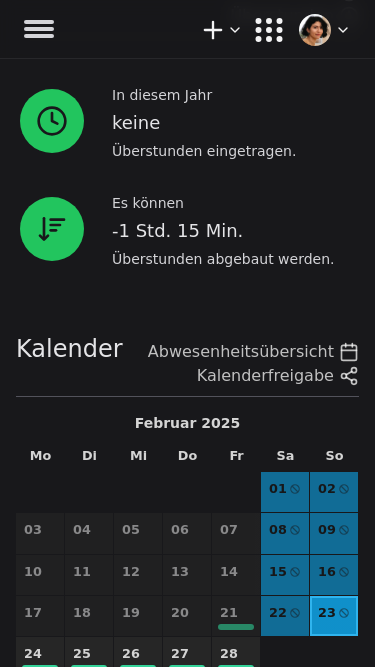 In diesem Jahr
keine
Überstunden eingetragen.
Es können
-1 Std. 15 Min.
Überstunden abgebaut werden.
Kalender
Abwesenheitsübersicht
Kalenderfreigabe
Februar 2025
Mo Di Mi Do Fr Sa So
01 02
03 04 05 06 07 08 09
10 11 12 13 14 15 16
17 18 19 20 21 22 23
24 25 26 27 28